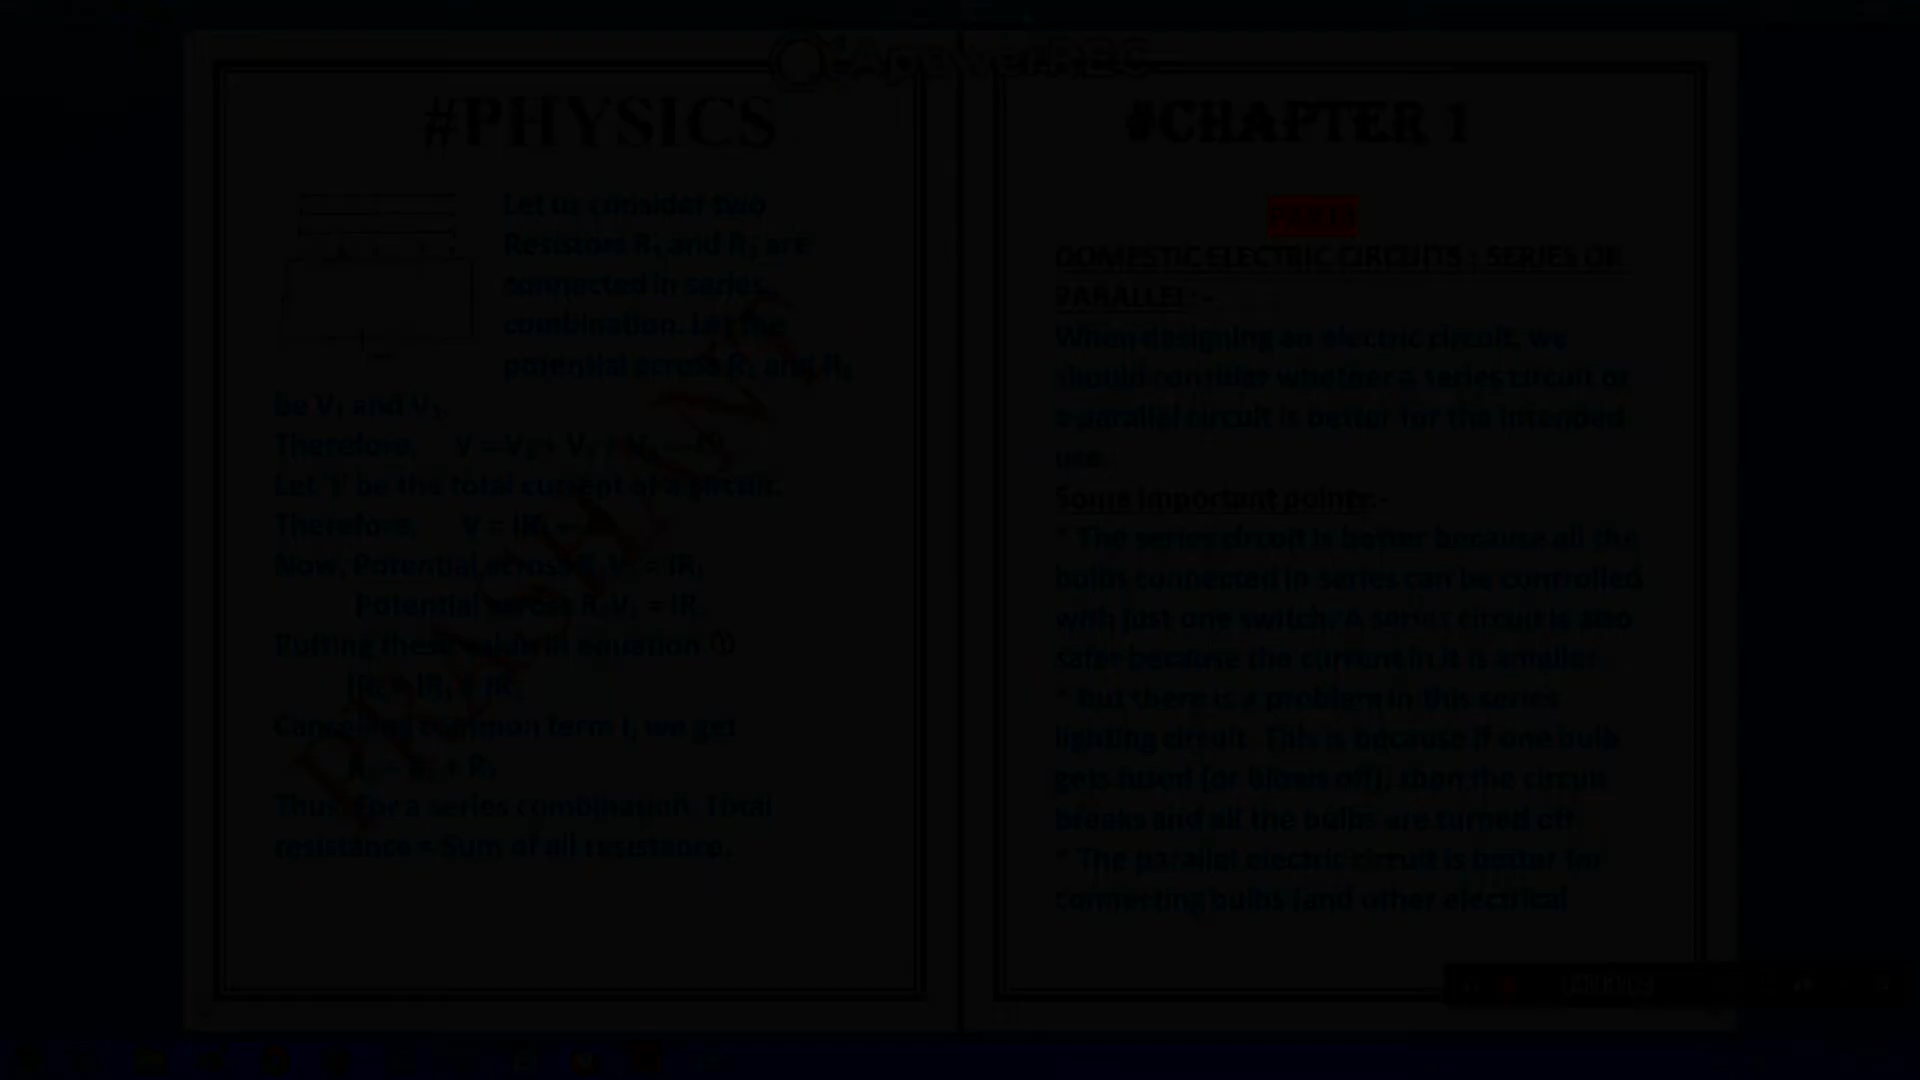 ApowerREC
#PHYSICS
Let us consider two
Resistors R₁ and R₂ are
connected in series
combination. Let the
potential across R₁ and R₂
be V₁ and V₂.
Therefore, V = V₁ + V₂
Let 'I' be the total current of a circuit.
Therefore, V = IR
Now, Potential across R₁ V₁ = IR₁
Potential across R₂ V₂ = IR
Putting these value in equation ①
IR = IR₁ + IR₂
Cancelling common term I, we get
R + R₂
Thus, For a series combination. Total
resistance = Sum of all resistance.
#CHAPTER 1
DOMESTIC ELECTRIC CIRCUITS : SERIES OR
PARALLEL :-
When designing an electric circuit, we
should consider whether a series circuit or
a parallel circuit is better for the intended
use.
Some Important points:-
* The series circuit is better because all the
bulbs connected in series can be controlled
with just one switch. A series circuit is also
safer because the current in it is smaller.
* but there is a problem in this series
lighting circuit. This is because if one bulb
gets fused (or blows off), then the circuit
breaks and all the bulbs are turned off.
* The parallel electric circuit is better for
connecting bulbs (and other electrical